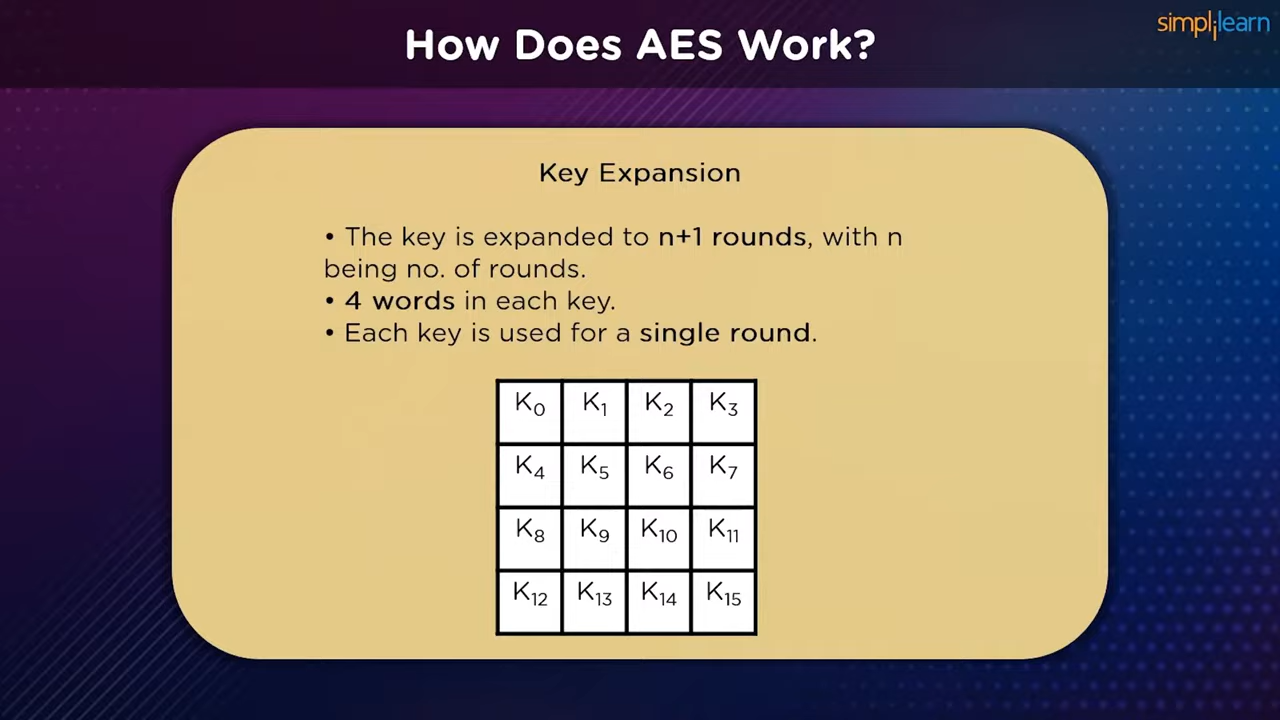 simplilearn
How Does AES Work?
Key Expansion
• The key is expanded to n+1 rounds, with n
being no. of rounds.
• 4 words in each key.
• Each key is used for a single round.
K₀ K₁ K₂ K₃
K₄ K₅ K₆ K₇
K₈ K₉ K₁₀ K₁₁
K₁₂ K₁₃ K₁₄ K₁₅